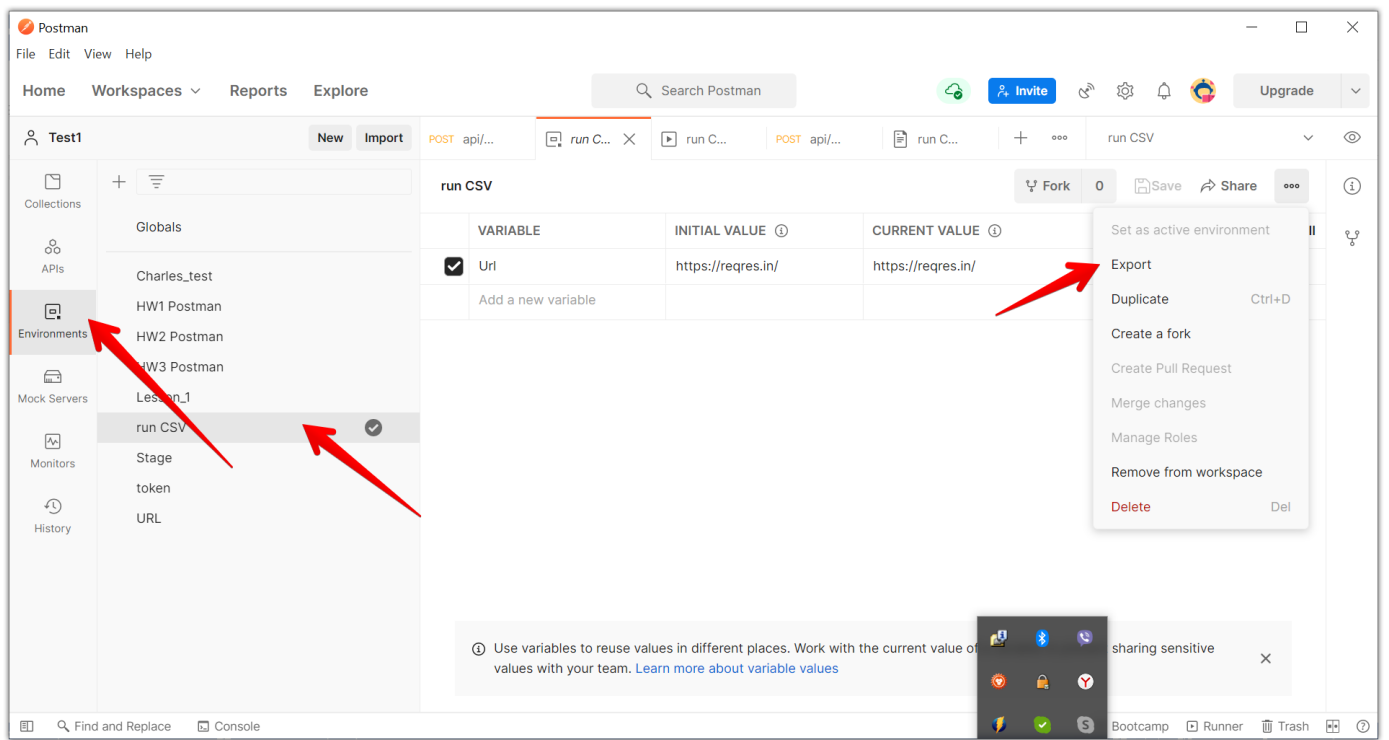 Postman
File Edit View Help
Home Workspaces Reports Explore Search Postman Invite Upgrade
Test1 New Import POST api/... run C... run C... POST api/... run C... run CSV
Collections
APIs
Environments
Mock Servers
Monitors
History
Globals
Charles_test
HW1 Postman
HW2 Postman
HW3 Postman
Lesson_1
run CSV
Stage
token
URL
run CSV Fork 0 Save Share
VARIABLE INITIAL VALUE CURRENT VALUE
Url https://reqres.in/ https://reqres.in/
Add a new variable
Set as active environment
Export
Duplicate Ctrl+D
Create a fork
Create Pull Request
Merge changes
Manage Roles
Remove from workspace
Delete Del
Use variables to reuse values in different places. Work with the current value of sharing sensitive
values with your team. Learn more about variable values
Find and Replace Console Bootcamp Runner Trash